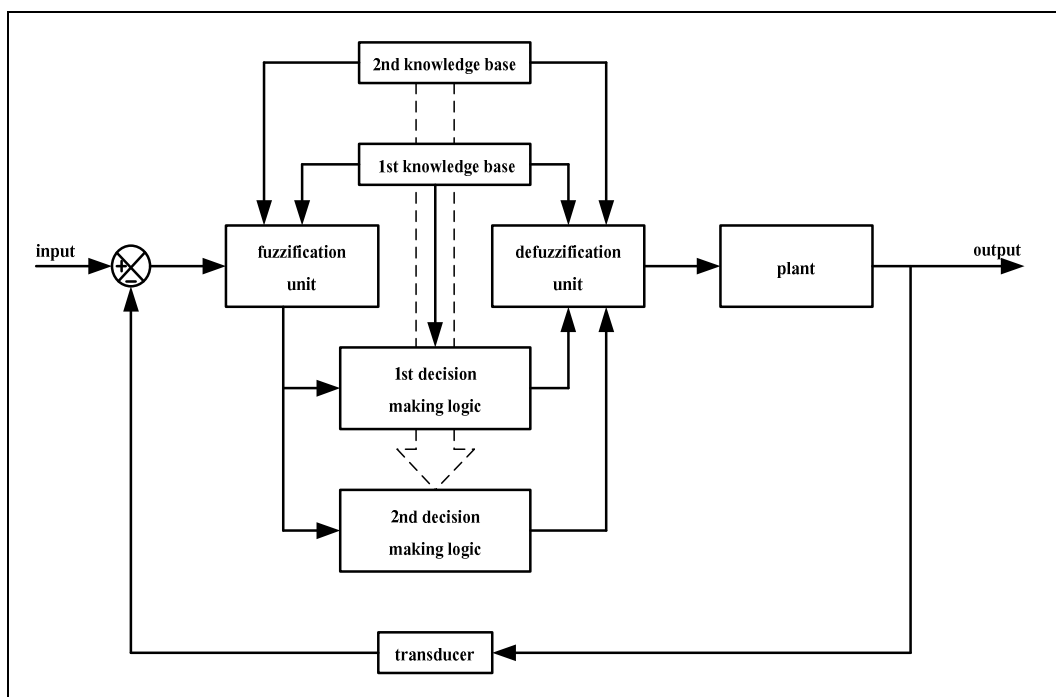 2nd knowledge base
1st knowledge base
input
+
−
fuzzification
unit
defuzzification
unit
plant
output
1st decision
making logic
2nd decision
making logic
transducer